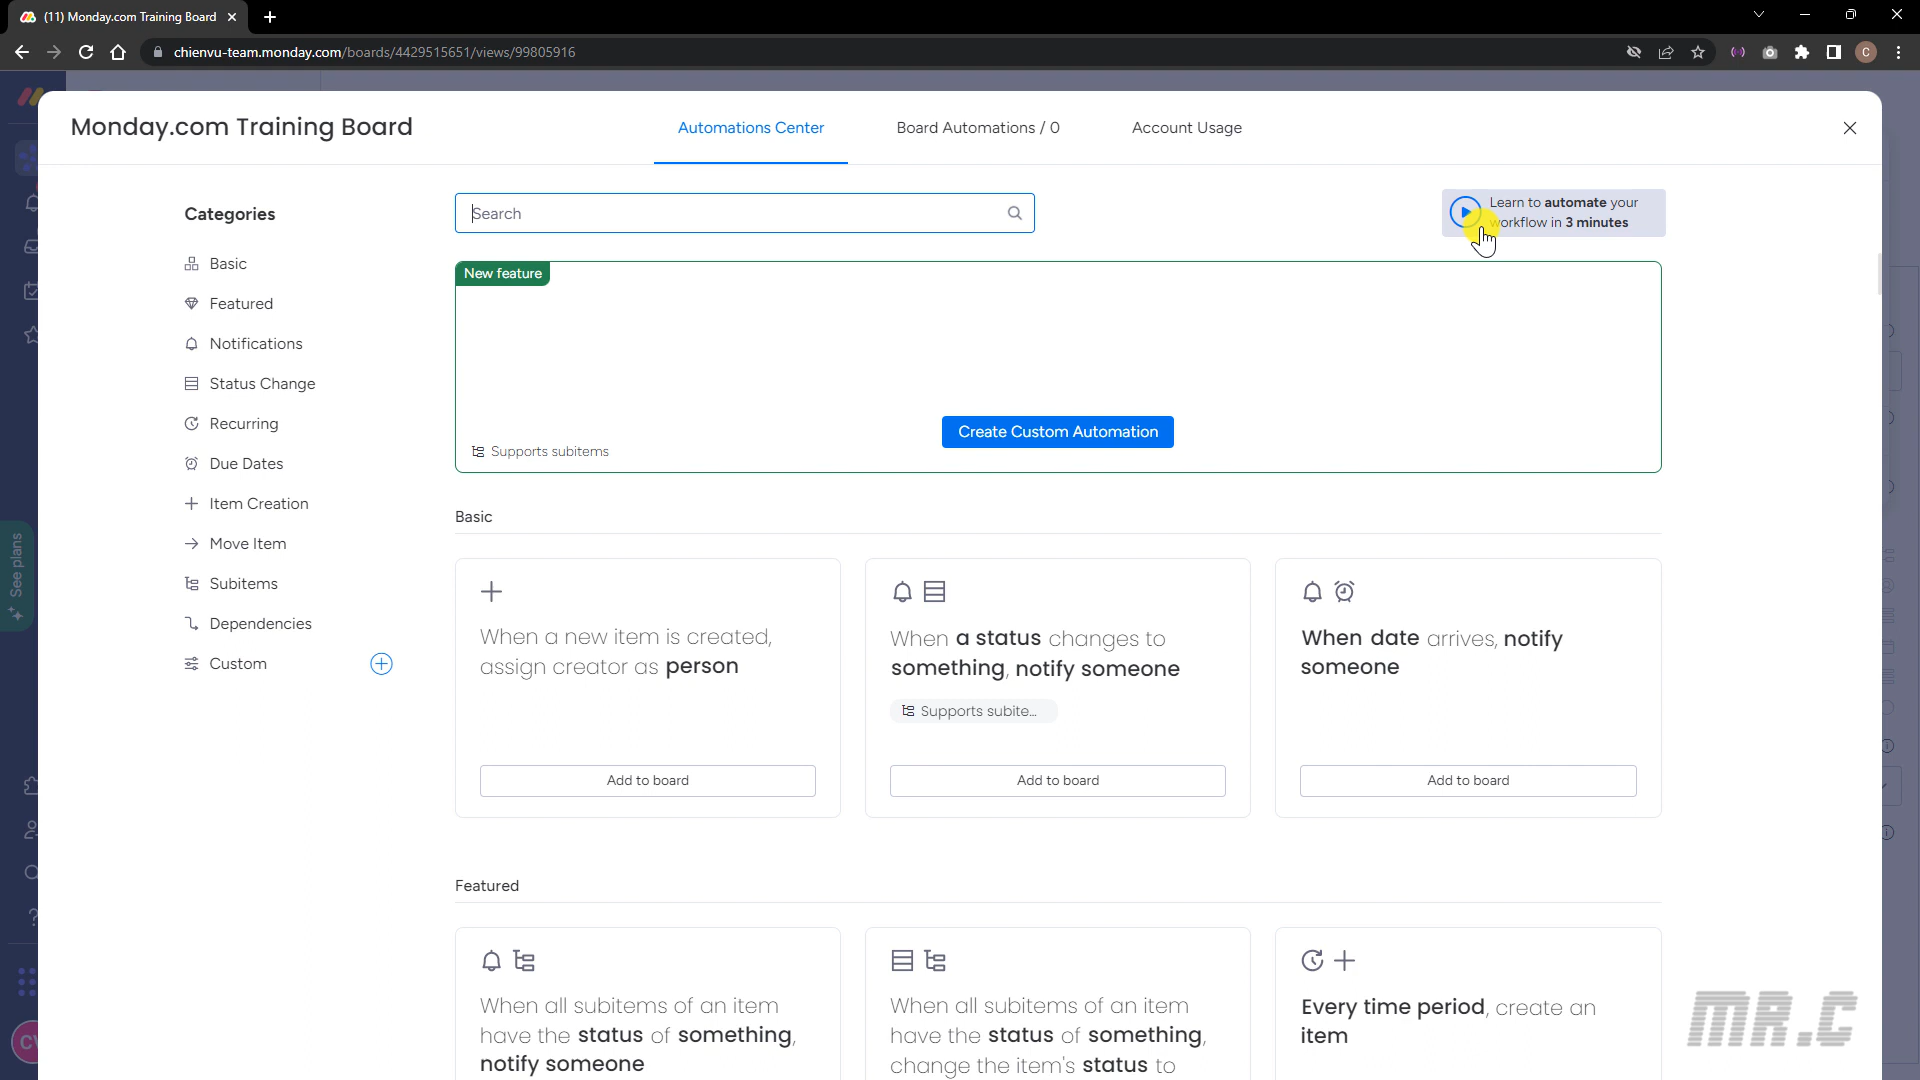 (11) Monday.com Training Board
chienvu-team.monday.com/boards/4429515651/views/99805916
C
Monday.com Training Board
Automations Center
Board Automations / 0
Account Usage
Categories
Search
Learn to automate your
workflow in 3 minutes
Basic
Featured
Notifications
Status Change
Recurring
Due Dates
Item Creation
Move Item
Subitems
Dependencies
Custom
New feature
Create Custom Automation
Supports subitems
Basic
When a new item is created,
assign creator as person
Add to board
When a status changes to
something, notify someone
Supports subite...
Add to board
When date arrives, notify
someone
Add to board
Featured
When all subitems of an item
have the status of something,
notify someone
When all subitems of an item
have the status of something,
change the item's status to
Every time period, create an
item
See plans
CV
MR.C